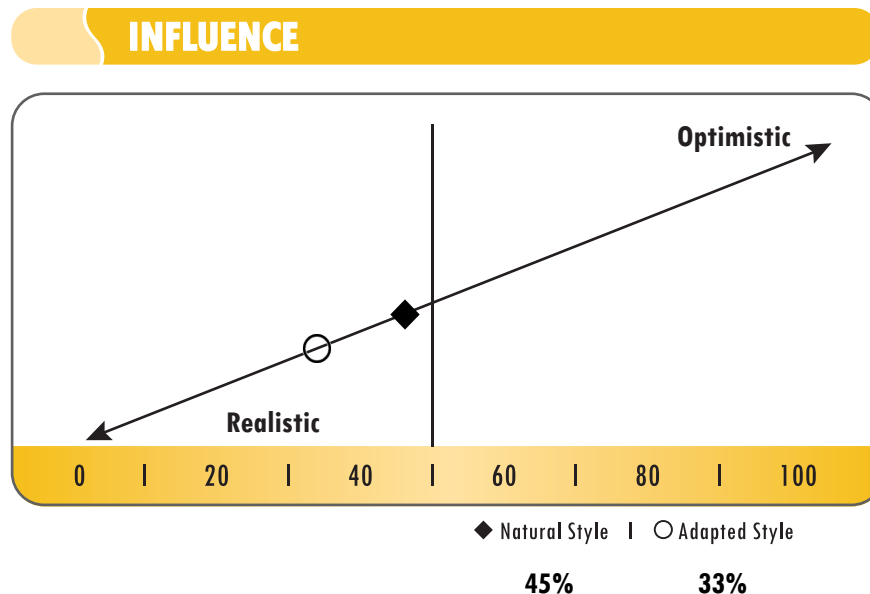 INFLUENCE
Optimistic
Realistic
0 | 20 | 40 | 60 | 80 | 100
Natural Style | Adapted Style
45% 33%